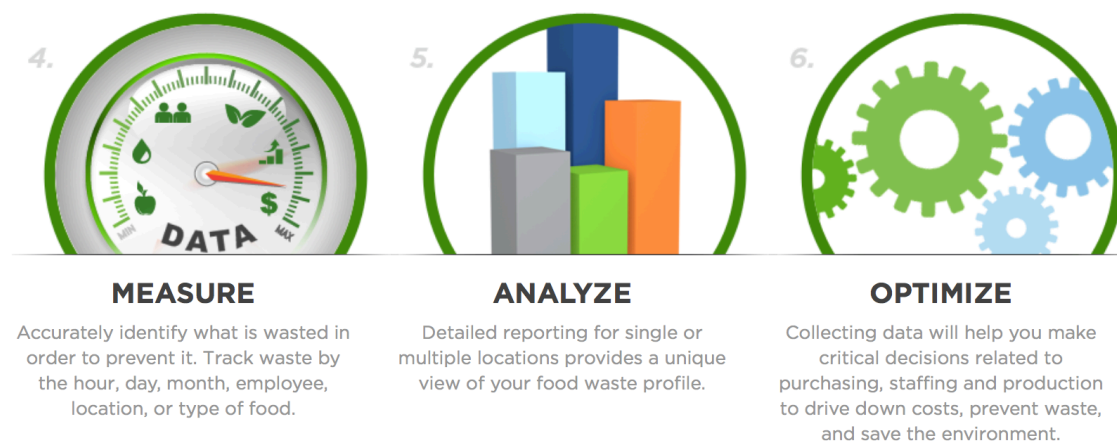 4.
MIN
DATA
MAX
$
MEASURE
Accurately identify what is wasted in
order to prevent it. Track waste by
the hour, day, month, employee,
location, or type of food.
5.
ANALYZE
Detailed reporting for single or
multiple locations provides a unique
view of your food waste profile.
6.
OPTIMIZE
Collecting data will help you make
critical decisions related to
purchasing, staffing and production
to drive down costs, prevent waste,
and save the environment.